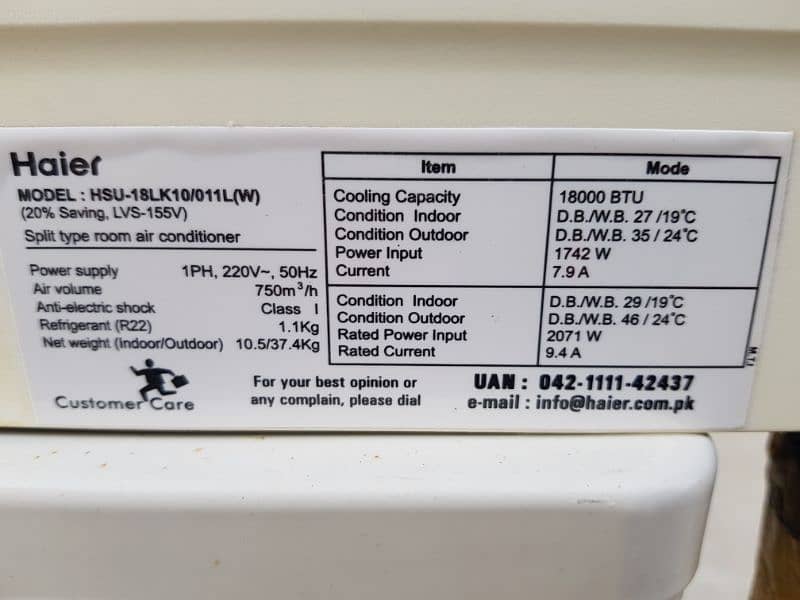 Haier
MODEL : HSU-18LK10/011L(W)
(20% Saving, LVS-155V)
Split type room air conditioner
Power supply 1PH, 220V~, 50Hz
Air volume 750m³/h
Anti-electric shock Class I
Refrigerant (R22) 1.1Kg
Net weight (Indoor/Outdoor) 10.5/37.4Kg
Item Mode
Cooling Capacity 18000 BTU
Condition Indoor D.B./W.B. 27 /19°C
Condition Outdoor D.B./W.B. 35 / 24°C
Power Input 1742 W
Current 7.9 A
Condition Indoor D.B./W.B. 29 /19°C
Condition Outdoor D.B./W.B. 46 / 24°C
Rated Power Input 2071 W
Rated Current 9.4 A
Customer Care
For your best opinion or
any complain, please dial
UAN : 042-1111-42437
e-mail : info@haier.com.pk